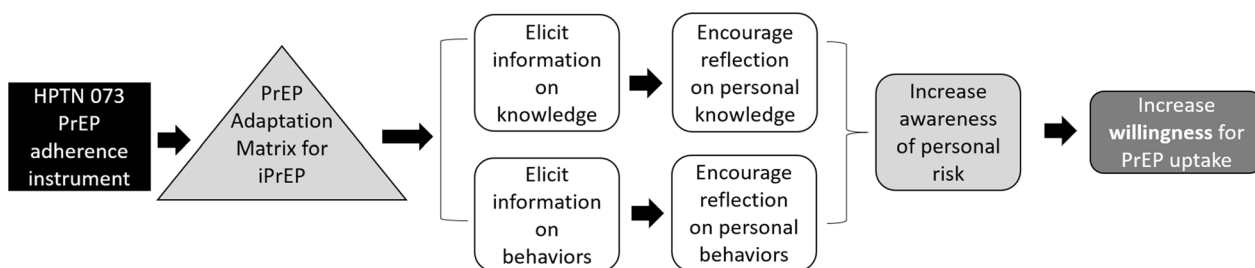 HPTN 073
PrEP
adherence
instrument
PrEP
Adaptation
Matrix for
iPrEP
Elicit
information
on
knowledge
Encourage
reflection
on personal
knowledge
Elicit
information
on
behaviors
Encourage
reflection
on personal
behaviors
Increase
awareness
of personal
risk
Increase
willingness for
PrEP uptake